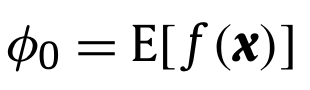 ϕ₀ = E[f(𝒙)]